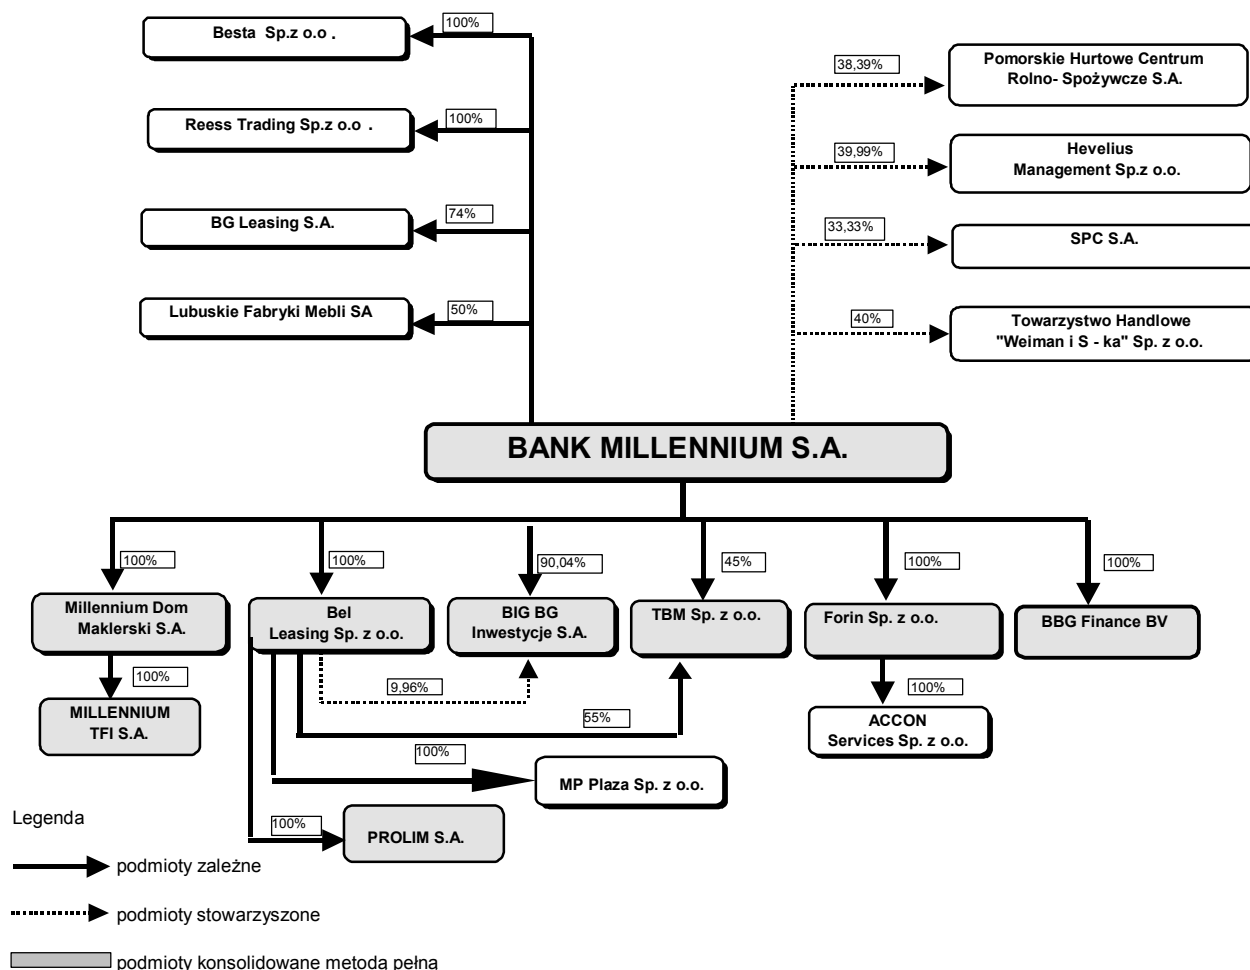 100%
Besta Sp.z o.o .
38,39%
Pomorskie Hurtowe Centrum
Rolno- Spożywcze S.A.
100%
Reess Trading Sp.z o.o .
39,99%
Hevelius
Management Sp.z o.o.
74%
BG Leasing S.A.
33,33%
SPC S.A.
50%
Lubuskie Fabryki Mebli SA
40%
Towarzystwo Handlowe
"Weiman i S - ka" Sp. z o.o.
BANK MILLENNIUM S.A.
100%
100%
90,04%
45%
100%
100%
Millennium Dom
Maklerski S.A.
Bel
Leasing Sp. z o.o.
BIG BG
Inwestycje S.A.
TBM Sp. z o.o.
Forin Sp. z o.o.
BBG Finance BV
100%
9,96%
100%
MILLENNIUM
TFI S.A.
55%
ACCON
Services Sp. z o.o.
100%
MP Plaza Sp. z o.o.
100%
PROLIM S.A.
Legenda
podmioty zależne
podmioty stowarzyszone
podmioty konsolidowane metodą pełną